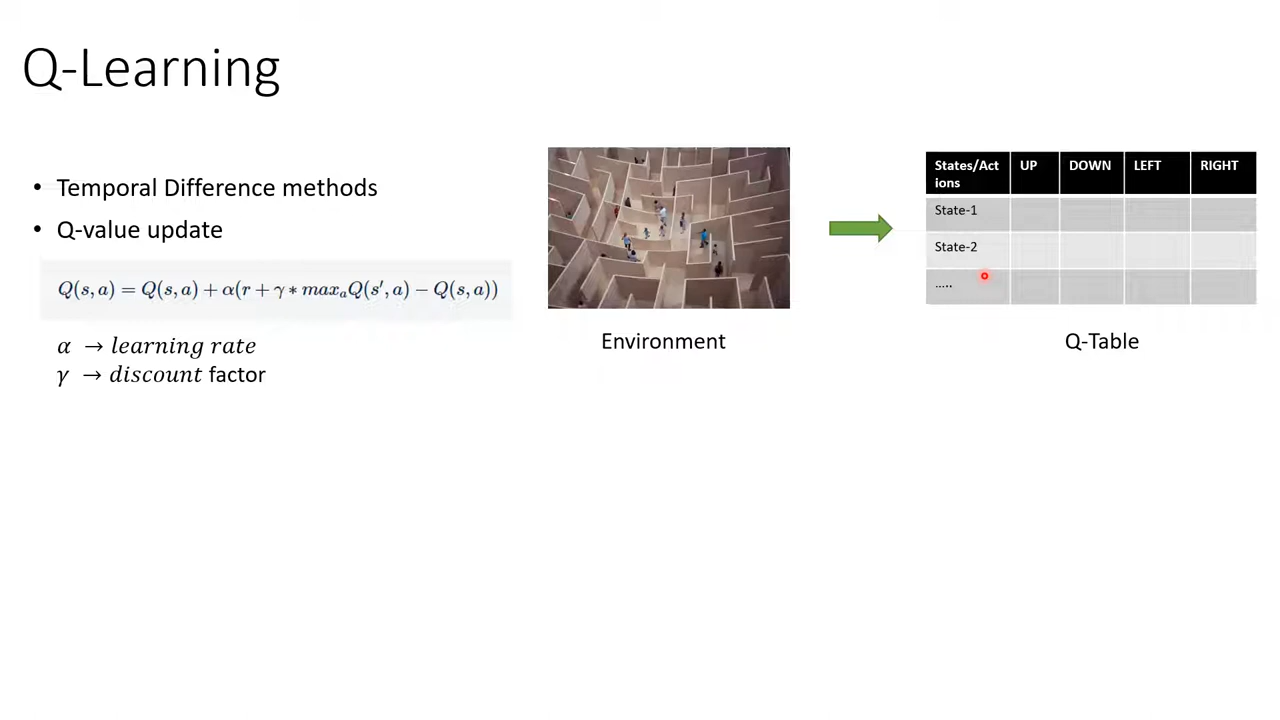 Q-Learning
• Temporal Difference methods
• Q-value update
Q(s, a) = Q(s, a) + α(r + γ * maxₐQ(s′, a) − Q(s, a))
α → learning rate
γ → discount factor
Environment
States/Act
ions UP DOWN LEFT RIGHT
State-1
State-2
.....
Q-Table